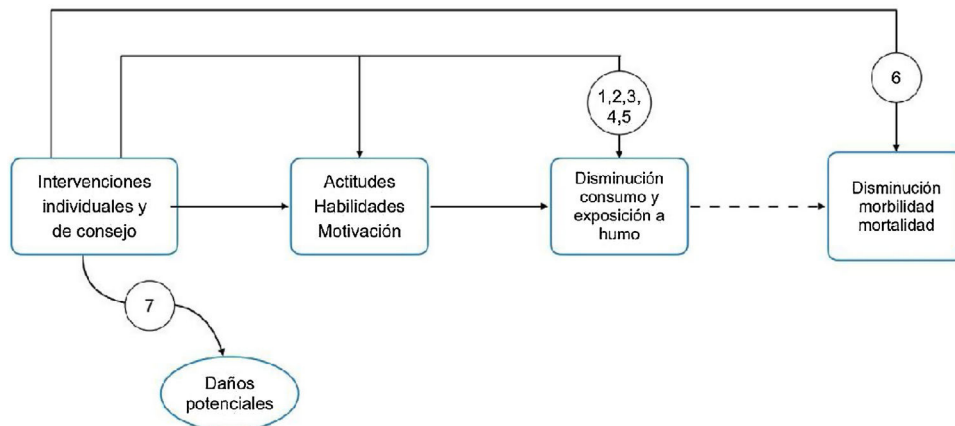 6
1,2,3,
4,5
Intervenciones
individuales y
de consejo
Actitudes
Habilidades
Motivación
Disminución
consumo y
exposición a
humo
Disminución
morbilidad
mortalidad
7
Daños
potenciales